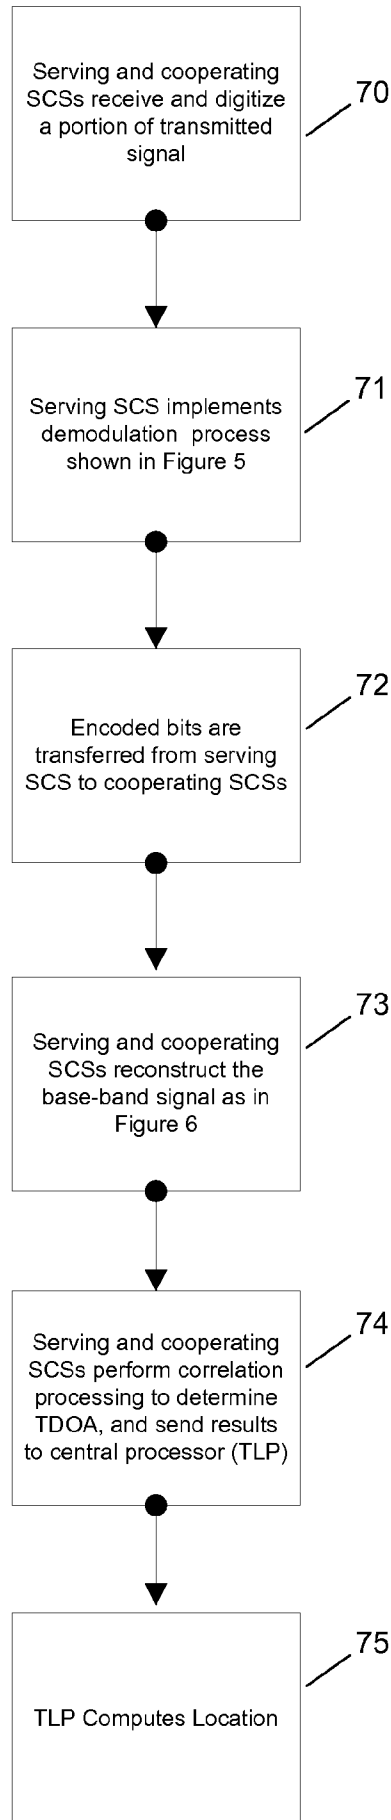 Serving and cooperating
SCSs receive and digitize
a portion of transmitted
signal
70
Serving SCS implements
demodulation process
shown in Figure 5
71
Encoded bits are
transferred from serving
SCS to cooperating SCSs
72
Serving and cooperating
SCSs reconstruct the
base-band signal as in
Figure 6
73
Serving and cooperating
SCSs perform correlation
processing to determine
TDOA, and send results
to central processor (TLP)
74
TLP Computes Location
75